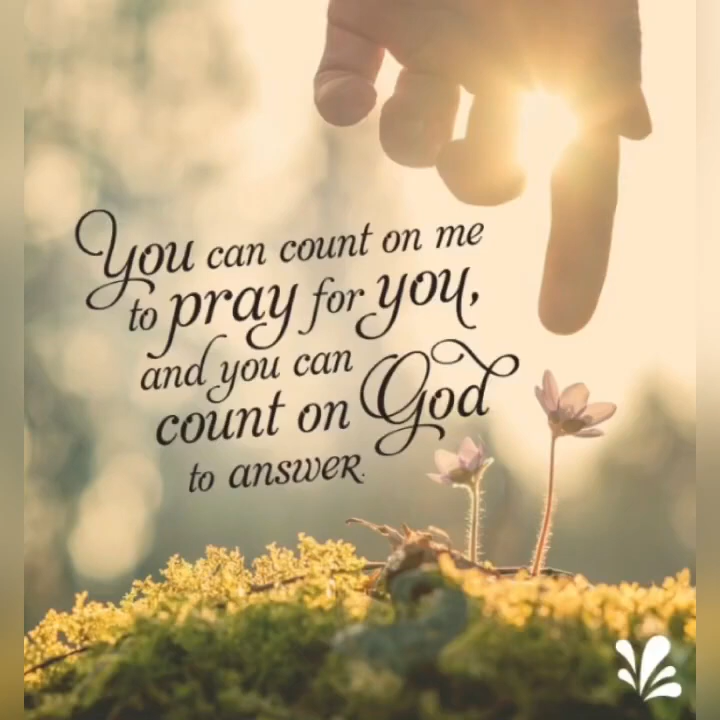 You can count on me
to pray for you,
and you can
count on God
to answer.